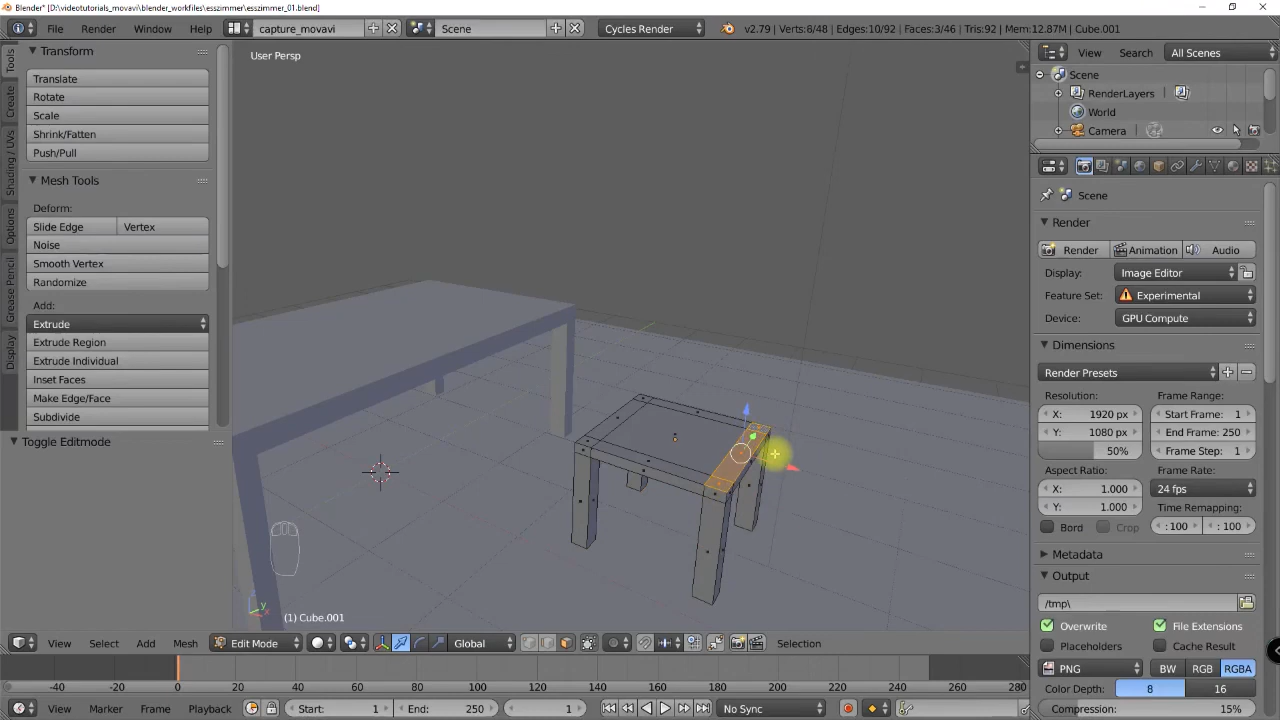 Blender* [D:\videotutorials_movavi\blender_workfiles\esszimmer\esszimmer_01.blend]
File Render Window Help capture_movavi Scene Cycles Render v2.79 | Verts:6/48 | Edges:10/92 | Faces:3/46 | Tris:92 | Mem:12.87M | Cube.001
Tools
Create
Shading / UVs
Options
Grease Pencil
Display
Transform
Translate
Rotate
Scale
Shrink/Fatten
Push/Pull
Mesh Tools
Deform:
Slide Edge Vertex
Noise
Smooth Vertex
Randomize
Add:
Extrude
Extrude Region
Extrude Individual
Inset Faces
Make Edge/Face
Subdivide
Toggle Editmode
User Persp
(1) Cube.001
View Select Add Mesh Edit Mode Global Selection
View Search All Scenes
Scene
RenderLayers
World
Camera
Scene
Render
Render Animation Audio
Display: Image Editor
Feature Set: Experimental
Device: GPU Compute
Dimensions
Render Presets
Resolution: Frame Range:
X: 1920 px Start Frame: 1
Y: 1080 px End Frame: 250
50% Frame Step: 1
Aspect Ratio: Frame Rate:
X: 1.000 24 fps
Y: 1.000 Time Remapping:
Bord Crop : 100 : 100
Metadata
Output
/tmp\
Overwrite File Extensions
Placeholders Cache Result
PNG BW RGB RGBA
Color Depth: 8 16
Compression: 15%
-40 -20 0 20 40 60 80 100 120 140 160 180 200 220 240 260 280
View Marker Frame Playback Start: 1 End: 250 1 No Sync